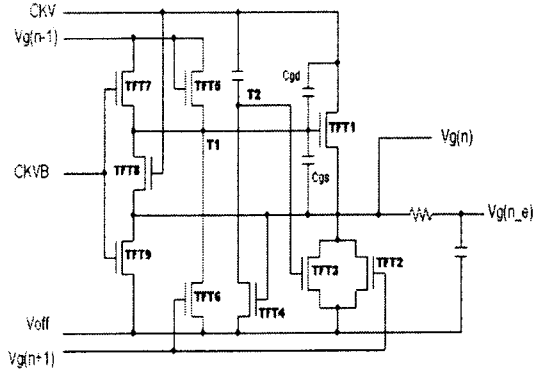 CKV
Vg(n-1)
Cgd
TFT7
TFT5
T2
TFT1
Vg(n)
T1
CKVB
TFT8
Cgs
Vg(n_e)
TFT9
TFT3
TFT2
TFT6
TFT4
Voff
Vg(n+1)